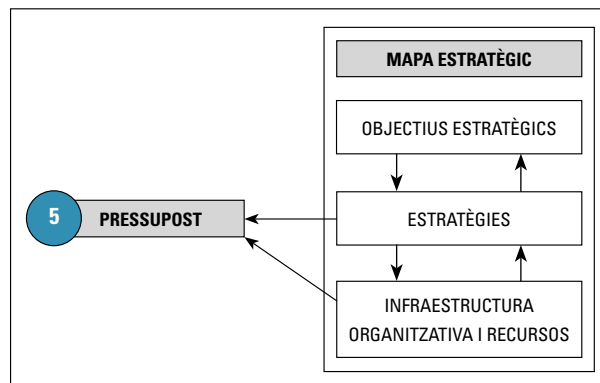 MAPA ESTRATÈGIC
OBJECTIUS ESTRATÈGICS
5
PRESSUPOST
ESTRATÈGIES
INFRAESTRUCTURA
ORGANITZATIVA I RECURSOS